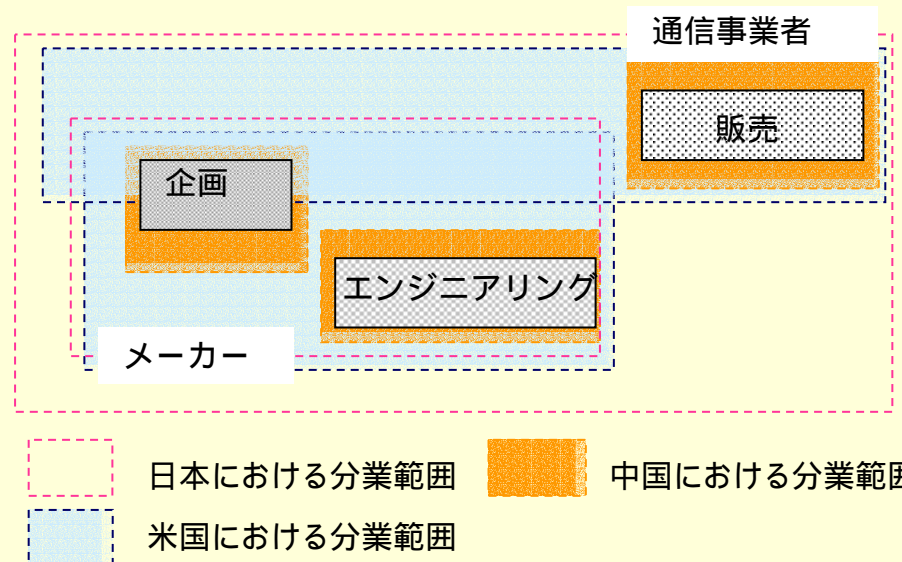 通信事業者
販売
企画
エンジニアリング
メーカー
日本における分業範囲
中国における分業範囲
米国における分業範囲